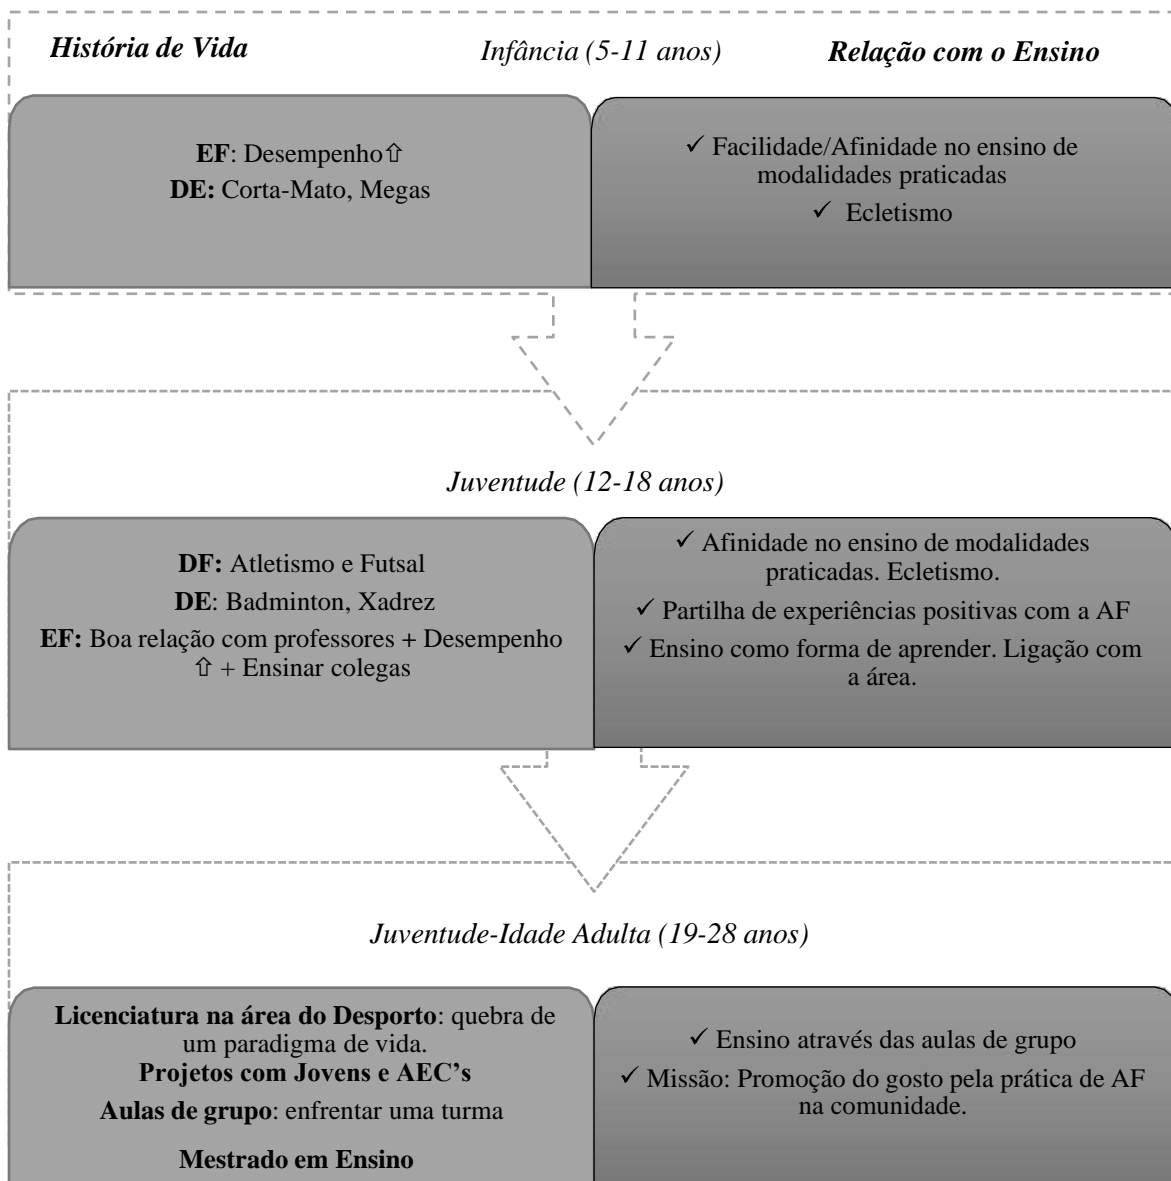 História de Vida
Infância (5-11 anos)
Relação com o Ensino
EF: Desempenho⇧
DE: Corta-Mato, Megas
✓ Facilidade/Afinidade no ensino de
modalidades praticadas
✓ Ecletismo
Juventude (12-18 anos)
DF: Atletismo e Futsal
DE: Badminton, Xadrez
EF: Boa relação com professores + Desempenho
⇧ + Ensinar colegas
✓ Afinidade no ensino de modalidades
praticadas. Ecletismo.
✓ Partilha de experiências positivas com a AF
✓ Ensino como forma de aprender. Ligação com
a área.
Juventude-Idade Adulta (19-28 anos)
Licenciatura na área do Desporto: quebra de
um paradigma de vida.
Projetos com Jovens e AEC's
Aulas de grupo: enfrentar uma turma
Mestrado em Ensino
✓ Ensino através das aulas de grupo
✓ Missão: Promoção do gosto pela prática de AF
na comunidade.